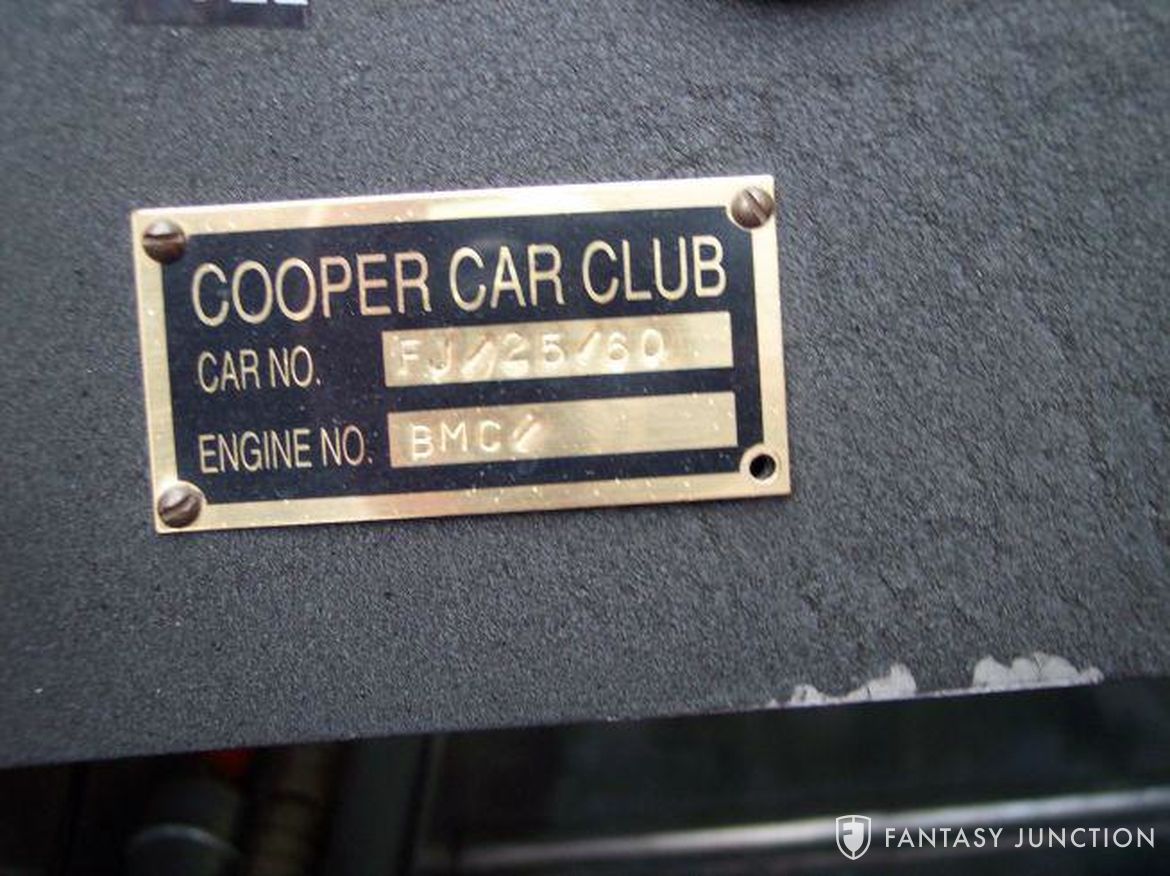 COOPER CAR CLUB
CAR NO. FJ/25/60
ENGINE NO. BMC/
FANTASY JUNCTION